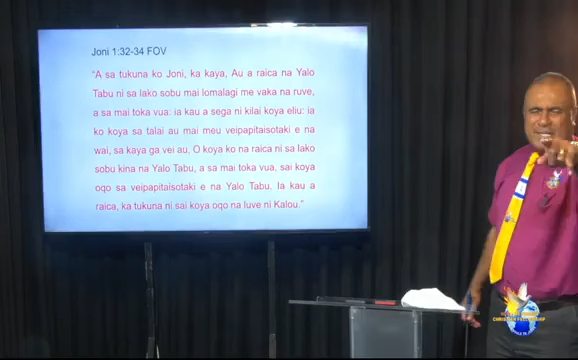 Joni 1:32-34 FOV
“A sa tukuna ko Joni, ka kaya, Au a raica na Yalo
Tabu ni sa lako sobu mai lomalagi me vaka na ruve,
a sa mai toka vua: ia kau a sega ni kilai koya eliu: ia
ko koya sa talai au mai meu veipapitaisotaki e na
wai, sa kaya ga vei au, O koya ko na raica ni sa lako
sobu kina na Yalo Tabu, a sa mai toka vua, sai koya
oqo sa veipapitaisotaki e na Yalo Tabu. Ia kau a
raica, ka tukuna ni sai koya oqo na luve ni Kalou.”
CHRISTIAN FELLOWSHIP